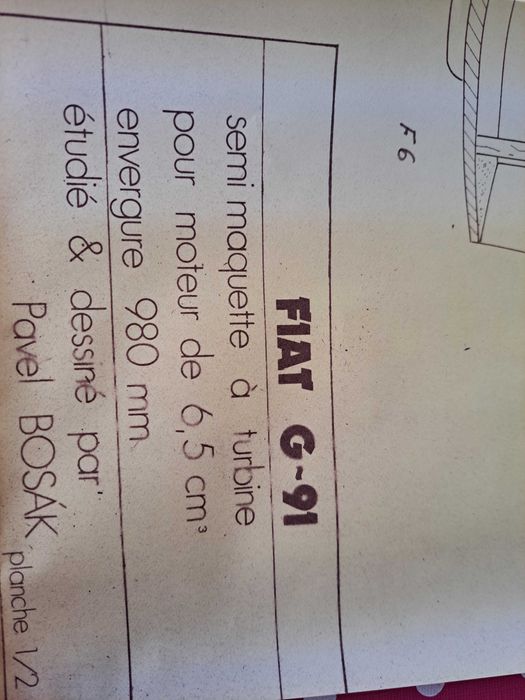 F6
FIAT G-91
semi maquette à turbine
pour moteur de 6,5 cm³
envergure 980 mm
étudié & dessiné par
Pavel BOSÁK
planche 1/2